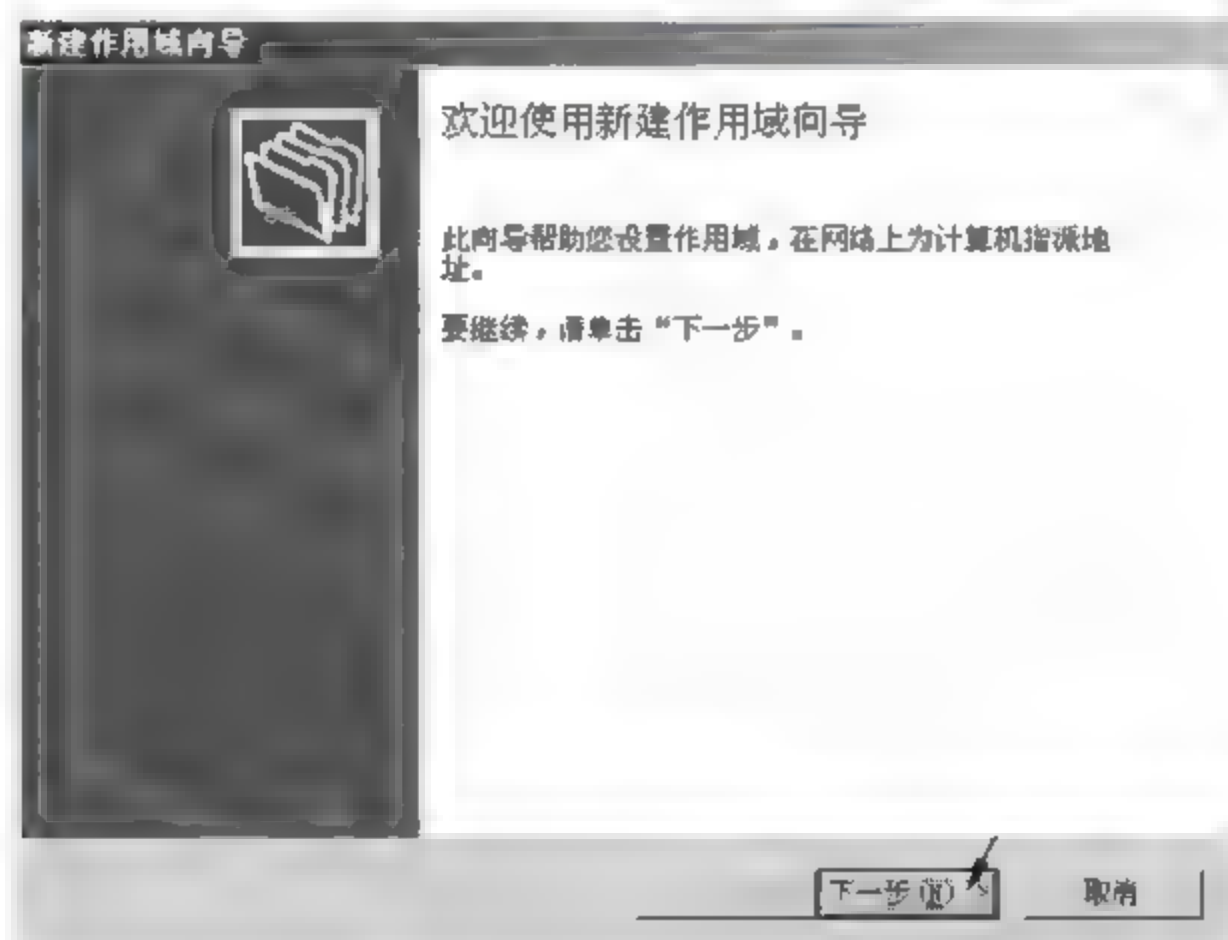 新建作用域向导
欢迎使用新建作用域向导
此向导帮助您设置作用域，在网络上为计算机指派地
址。
要继续，请单击“下一步”。
下一步(N) >
取消